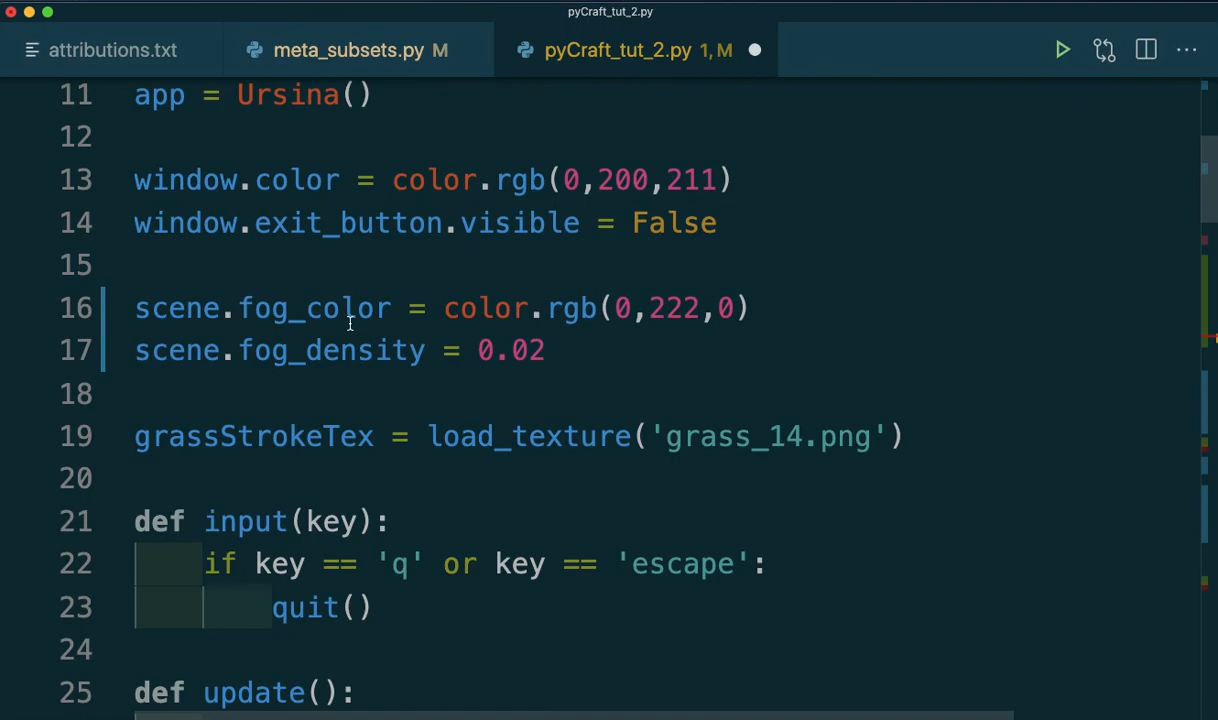 pyCraft_tut_2.py
attributions.txt meta_subsets.py M pyCraft_tut_2.py 1, M
11 app = Ursina()
12
13 window.color = color.rgb(0,200,211)
14 window.exit_button.visible = False
15
16 scene.fog_color = color.rgb(0,222,0)
17 scene.fog_density = 0.02
18
19 grassStrokeTex = load_texture('grass_14.png')
20
21 def input(key):
22 if key == 'q' or key == 'escape':
23 quit()
24
25 def update():